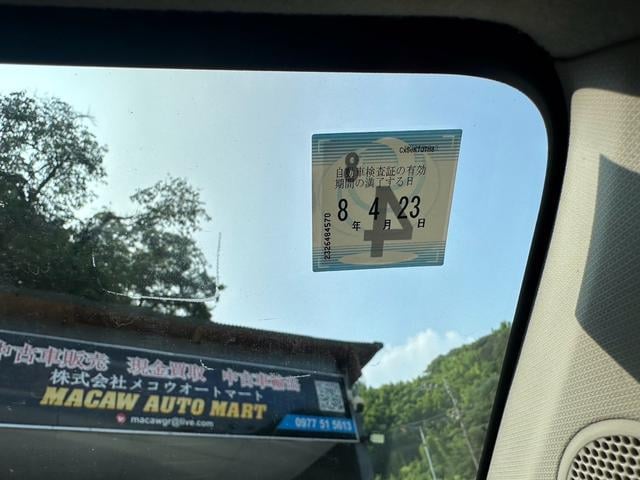 自動車検査証の有効
期間の満了する日
8年 4月 23日
8
4
2326484570
中古車販売 現金買取 中古車輸出
株式会社メコウオートマート
MACAW AUTO MART
macawgr@live.com
0977 51 5613